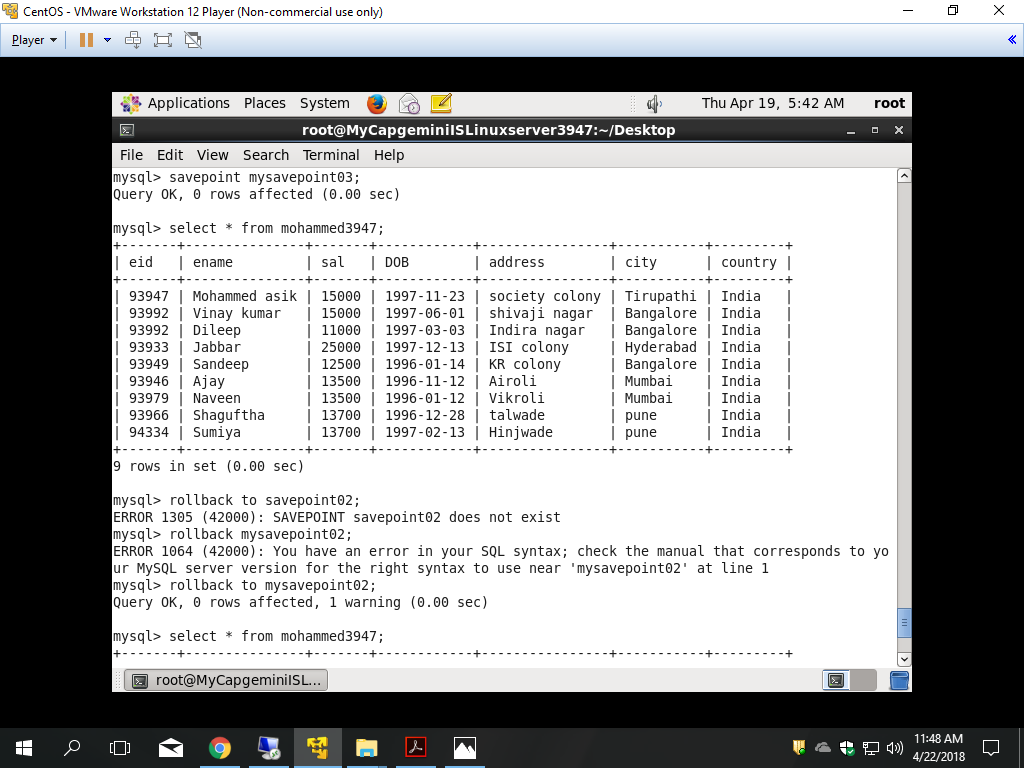 CentOS - VMware Workstation 12 Player (Non-commercial use only)
Player
Applications Places System Thu Apr 19, 5:42 AM root
root@MyCapgeminiISLinuxserver3947:~/Desktop
File Edit View Search Terminal Help
mysql> savepoint mysavepoint03;
Query OK, 0 rows affected (0.00 sec)
mysql> select * from mohammed3947;
+-------+---------------+-------+------------+----------------+-----------+---------+
| eid | ename | sal | DOB | address | city | country |
+-------+---------------+-------+------------+----------------+-----------+---------+
| 93947 | Mohammed asik | 15000 | 1997-11-23 | society colony | Tirupathi | India |
| 93992 | Vinay kumar | 15000 | 1997-06-01 | shivaji nagar | Bangalore | India |
| 93992 | Dileep | 11000 | 1997-03-03 | Indira nagar | Bangalore | India |
| 93933 | Jabbar | 25000 | 1997-12-13 | ISI colony | Hyderabad | India |
| 93949 | Sandeep | 12500 | 1996-01-14 | KR colony | Bangalore | India |
| 93946 | Ajay | 13500 | 1996-11-12 | Airoli | Mumbai | India |
| 93979 | Naveen | 13500 | 1996-01-12 | Vikroli | Mumbai | India |
| 93966 | Shaguftha | 13700 | 1996-12-28 | talwade | pune | India |
| 94334 | Sumiya | 13700 | 1997-02-13 | Hinjwade | pune | India |
+-------+---------------+-------+------------+----------------+-----------+---------+
9 rows in set (0.00 sec)
mysql> rollback to savepoint02;
ERROR 1305 (42000): SAVEPOINT savepoint02 does not exist
mysql> rollback mysavepoint02;
ERROR 1064 (42000): You have an error in your SQL syntax; check the manual that corresponds to yo
ur MySQL server version for the right syntax to use near 'mysavepoint02' at line 1
mysql> rollback to mysavepoint02;
Query OK, 0 rows affected, 1 warning (0.00 sec)
mysql> select * from mohammed3947;
+-------+---------------+-------+------------+----------------+-----------+---------+
root@MyCapgeminiISL...
11:48 AM
4/22/2018